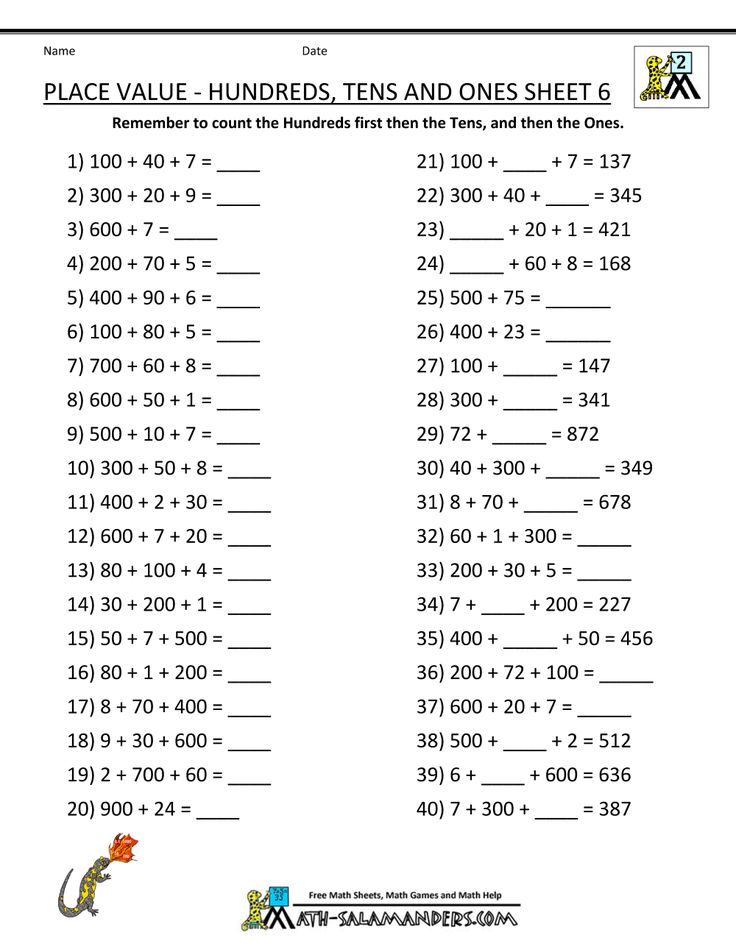 Name Date
PLACE VALUE - HUNDREDS, TENS AND ONES SHEET 6
2
Remember to count the Hundreds first then the Tens, and then the Ones.
1) 100 + 40 + 7 = ____
2) 300 + 20 + 9 = ____
3) 600 + 7 = ____
4) 200 + 70 + 5 = ____
5) 400 + 90 + 6 = ____
6) 100 + 80 + 5 = ____
7) 700 + 60 + 8 = ____
8) 600 + 50 + 1 = ____
9) 500 + 10 + 7 = ____
10) 300 + 50 + 8 = ____
11) 400 + 2 + 30 = ____
12) 600 + 7 + 20 = ____
13) 80 + 100 + 4 = ____
14) 30 + 200 + 1 = ____
15) 50 + 7 + 500 = ____
16) 80 + 1 + 200 = ____
17) 8 + 70 + 400 = ____
18) 9 + 30 + 600 = ____
19) 2 + 700 + 60 = ____
20) 900 + 24 = ____
21) 100 + ____ + 7 = 137
22) 300 + 40 + ____ = 345
23) _____ + 20 + 1 = 421
24) _____ + 60 + 8 = 168
25) 500 + 75 = ______
26) 400 + 23 = ______
27) 100 + _____ = 147
28) 300 + _____ = 341
29) 72 + _____ = 872
30) 40 + 300 + _____ = 349
31) 8 + 70 + _____ = 678
32) 60 + 1 + 300 = _____
33) 200 + 30 + 5 = _____
34) 7 + ____ + 200 = 227
35) 400 + _____ + 50 = 456
36) 200 + 72 + 100 = _____
37) 600 + 20 + 7 = _____
38) 500 + ____ + 2 = 512
39) 6 + ____ + 600 = 636
40) 7 + 300 + ____ = 387
Free Math Sheets, Math Games and Math Help
MATH-SALAMANDERS.COM